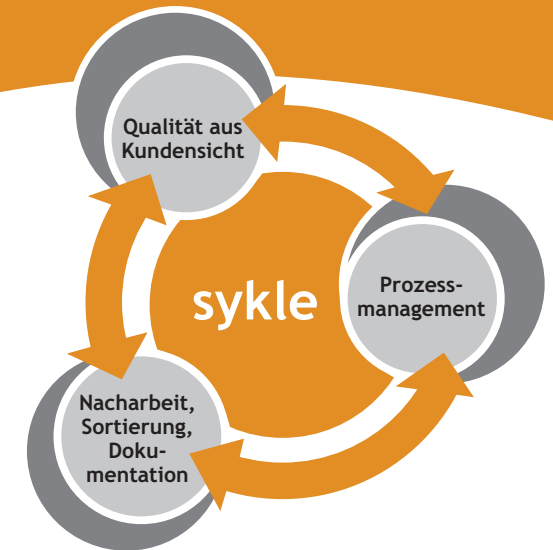 Qualität aus
Kundensicht
sykle
Prozess-
management
Nacharbeit,
Sortierung,
Doku-
mentation